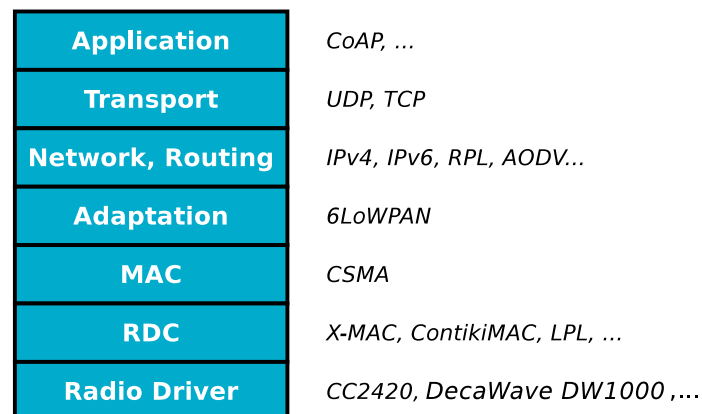 Application CoAP, ...
Transport UDP, TCP
Network, Routing IPv4, IPv6, RPL, AODV...
Adaptation 6LoWPAN
MAC CSMA
RDC X-MAC, ContikiMAC, LPL, ...
Radio Driver CC2420, DecaWave DW1000 ,...